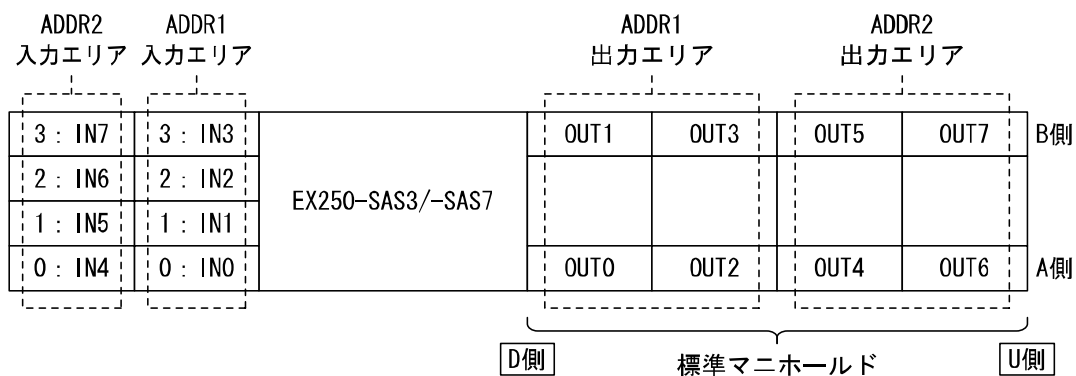 ADDR2 ADDR1 ADDR1 ADDR2
入力エリア 入力エリア 出力エリア 出力エリア
3 : IN7 3 : IN3 OUT1 OUT3 OUT5 OUT7 B側
2 : IN6 2 : IN2
EX250-SAS3/-SAS7
1 : IN5 1 : IN1
0 : IN4 0 : IN0 OUT0 OUT2 OUT4 OUT6 A側
D側 標準マニホールド U側